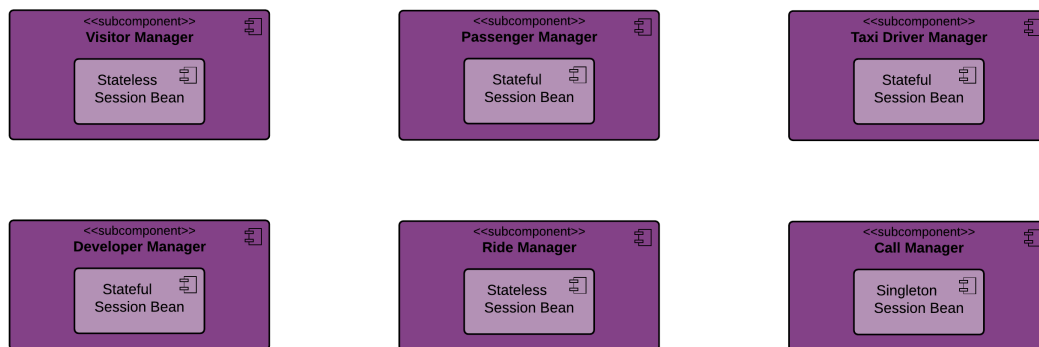 <<subcomponent>>
Visitor Manager
Stateless
Session Bean
<<subcomponent>>
Passenger Manager
Stateful
Session Bean
<<subcomponent>>
Taxi Driver Manager
Stateful
Session Bean
<<subcomponent>>
Developer Manager
Stateful
Session Bean
<<subcomponent>>
Ride Manager
Stateless
Session Bean
<<subcomponent>>
Call Manager
Singleton
Session Bean